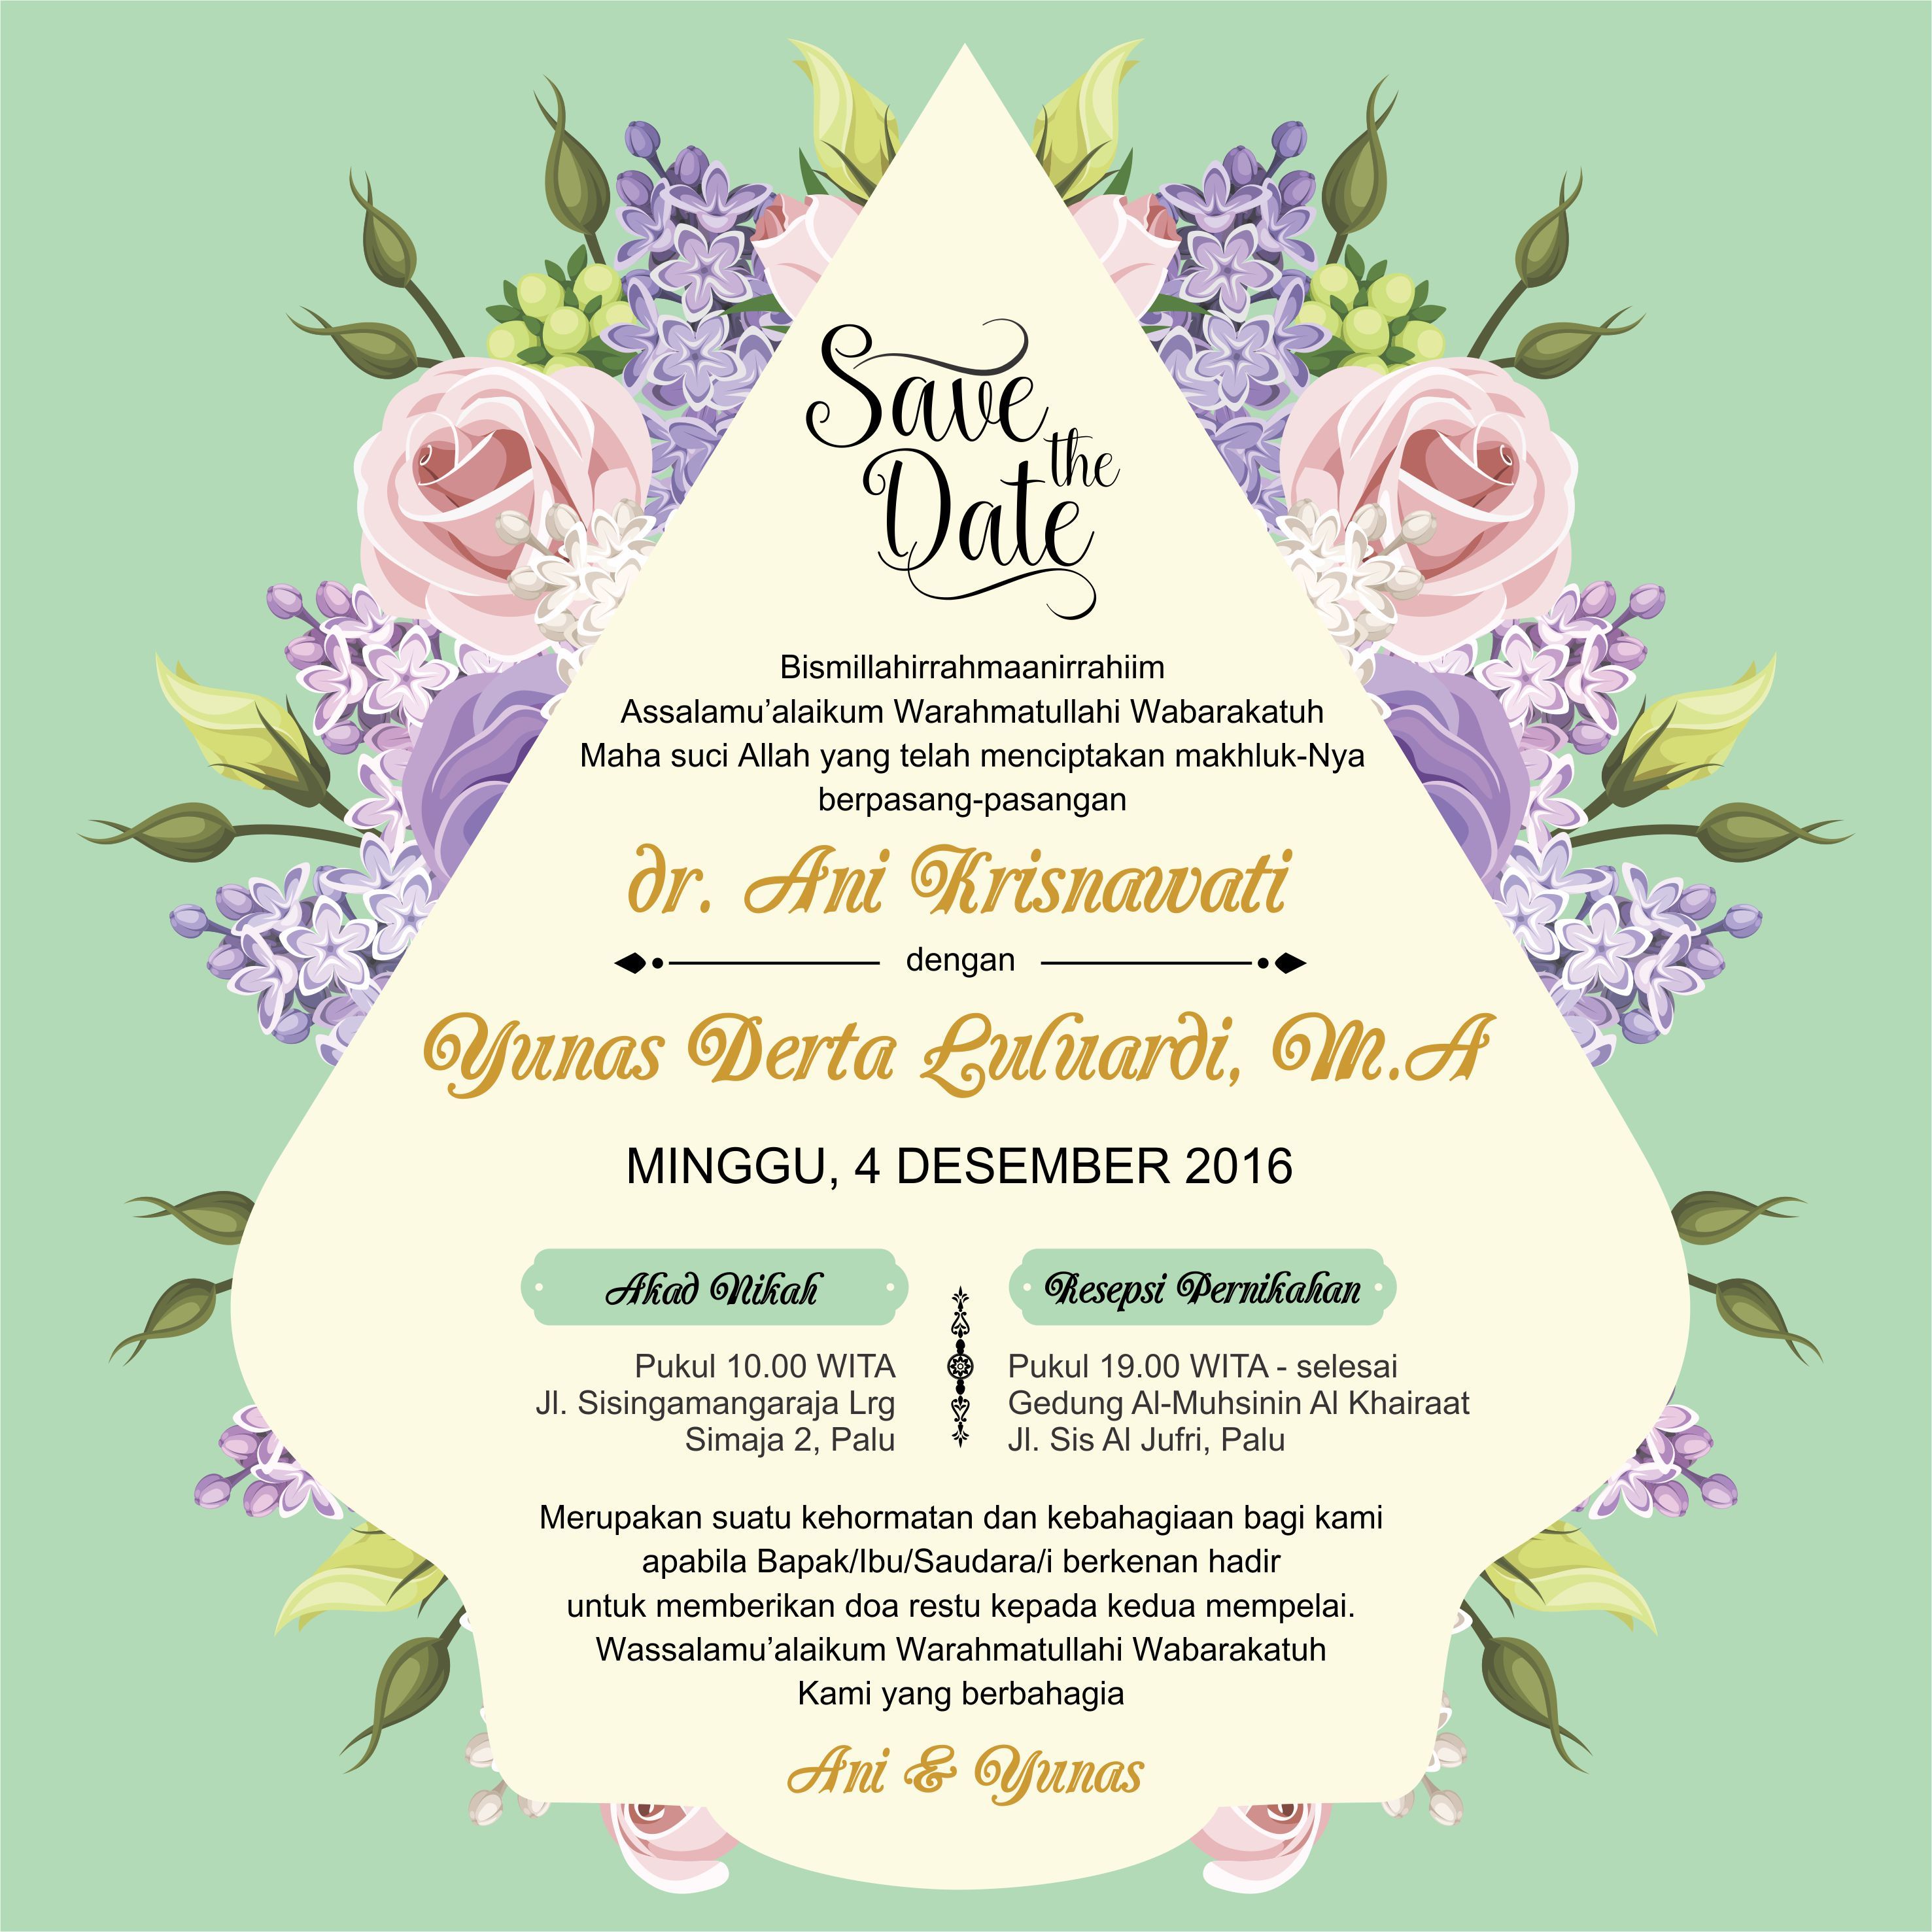 Save
the
Date
Bismillahirrahmaanirrahiim
Assalamu’alaikum Warahmatullahi Wabarakatuh
Maha suci Allah yang telah menciptakan makhluk-Nya
berpasang-pasangan
dr. Ani Krisnawati
dengan
Yunas Derta Luluardi, M.A
MINGGU, 4 DESEMBER 2016
Akad Nikah
Pukul 10.00 WITA
Jl. Sisingamangaraja Lrg
Simaja 2, Palu
Resepsi Pernikahan
Pukul 19.00 WITA - selesai
Gedung Al-Muhsinin Al Khairaat
Jl. Sis Al Jufri, Palu
Merupakan suatu kehormatan dan kebahagiaan bagi kami
apabila Bapak/Ibu/Saudara/i berkenan hadir
untuk memberikan doa restu kepada kedua mempelai.
Wassalamu’alaikum Warahmatullahi Wabarakatuh
Kami yang berbahagia
Ani & Yunas